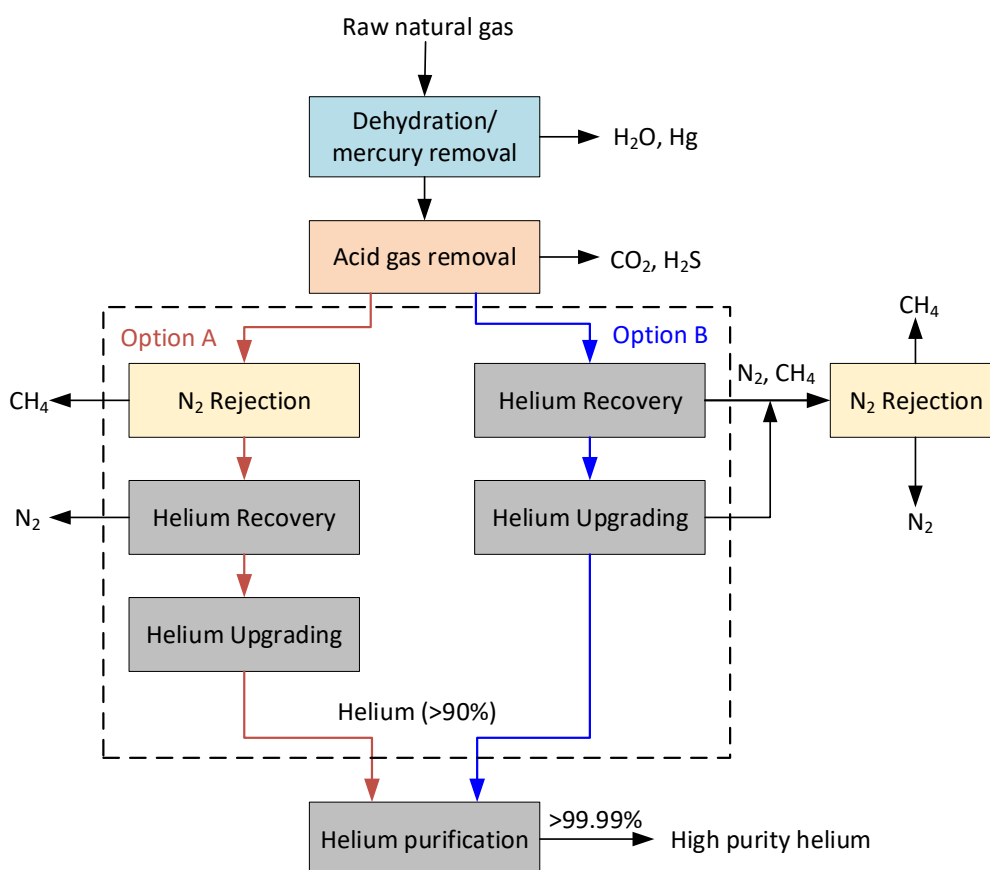 Raw natural gas
Dehydration/
mercury removal
H₂O, Hg
Acid gas removal
CO₂, H₂S
Option A
Option B
CH₄
N₂, CH₄
CH₄
N₂ Rejection
Helium Recovery
N₂ Rejection
N₂
Helium Recovery
Helium Upgrading
N₂
Helium Upgrading
Helium (>90%)
Helium purification
>99.99%
High purity helium